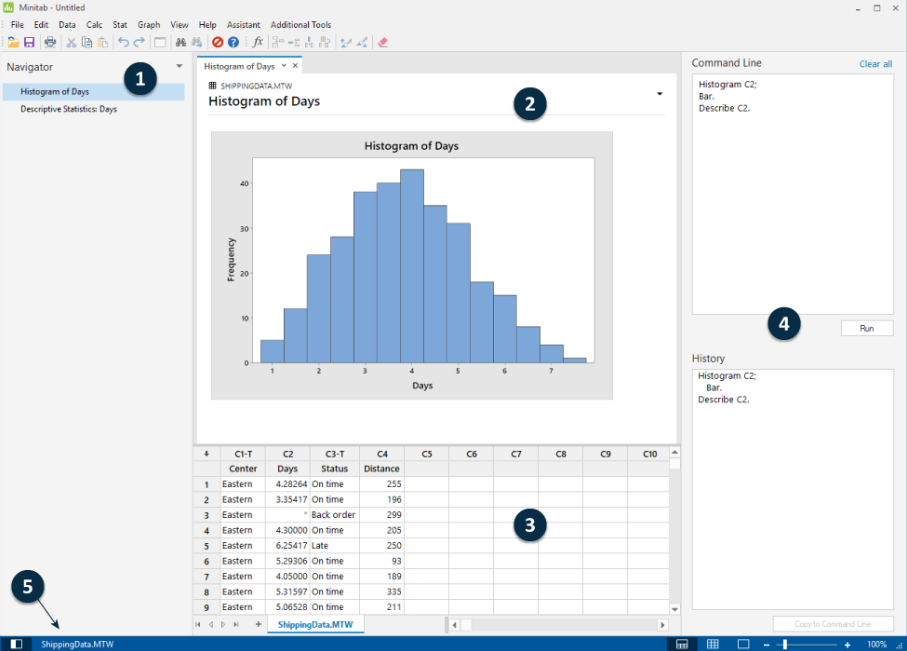 Minitab - Untitled
File Edit Data Calc Stat Graph View Help Assistant Additional Tools
fx
Navigator
1
Histogram of Days
Descriptive Statistics: Days
Histogram of Days
SHIPPINGDATA.MTW
Histogram of Days
2
Histogram of Days
Frequency
40
30
20
10
0
1 2 3 4 5 6 7
Days
Command Line Clear all
Histogram C2;
Bar.
Describe C2.
4
Run
History
Histogram C2;
Bar.
Describe C2.
Copy to Command Line
C1-T C2 C3-T C4 C5 C6 C7 C8 C9 C10
Center Days Status Distance
1 Eastern 4.28264 On time 255
2 Eastern 3.35417 On time 196
3 Eastern * Back order 299
4 Eastern 4.30000 On time 205
5 Eastern 6.25417 Late 250
6 Eastern 5.29306 On time 93
7 Eastern 4.05000 On time 189
8 Eastern 5.31597 On time 335
9 Eastern 5.06528 On time 211
3
5
ShippingData.MTW
ShippingData.MTW
100%